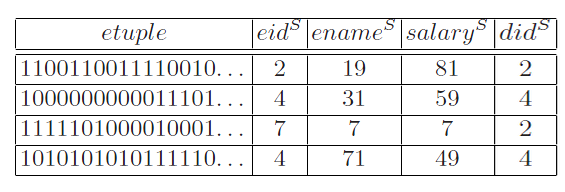 etuple eid^S ename^S salary^S did^S
1100110011110010... 2 19 81 2
1000000000011101... 4 31 59 4
1111101000010001... 7 7 7 2
1010101010111110... 4 71 49 4